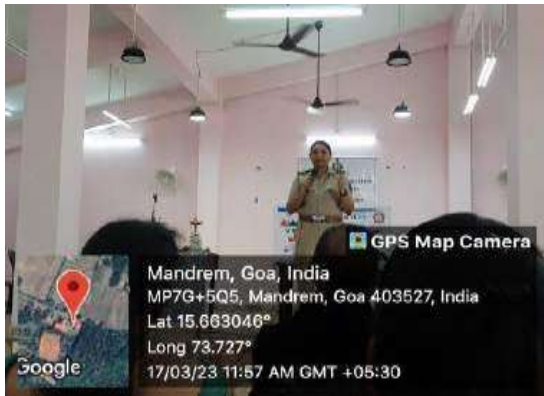 GPS Map Camera
Mandrem, Goa, India
MP7G+5Q5, Mandrem, Goa 403527, India
Lat 15.663046°
Long 73.727°
17/03/23 11:57 AM GMT +05:30
Google